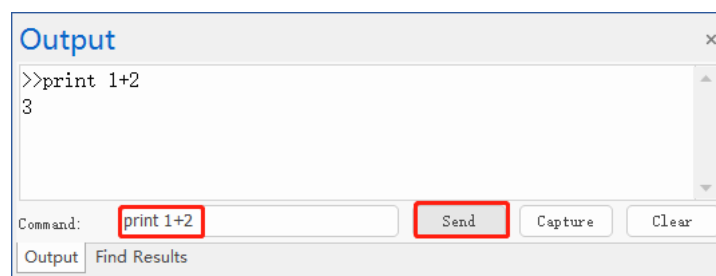 Output
×
>>print 1+2
3
Command: print 1+2 Send Capture Clear
Output Find Results